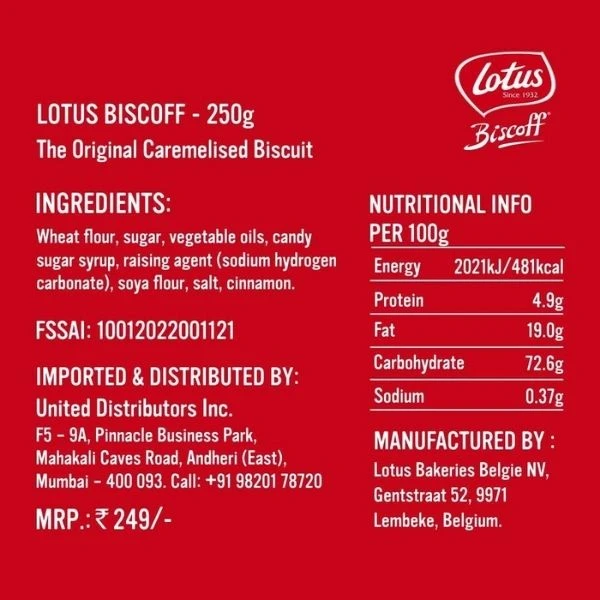 Lotus
Since 1932
Biscoff
LOTUS BISCOFF - 250g
The Original Caremelised Biscuit
INGREDIENTS:
Wheat flour, sugar, vegetable oils, candy
sugar syrup, raising agent (sodium hydrogen
carbonate), soya flour, salt, cinnamon.
FSSAI: 10012022001121
IMPORTED & DISTRIBUTED BY:
United Distributors Inc.
F5 – 9A, Pinnacle Business Park,
Mahakali Caves Road, Andheri (East),
Mumbai – 400 093. Call: +91 98201 78720
MRP.: ₹ 249/-
NUTRITIONAL INFO
PER 100g
Energy 2021kJ/481kcal
Protein 4.9g
Fat 19.0g
Carbohydrate 72.6g
Sodium 0.37g
MANUFACTURED BY :
Lotus Bakeries Belgie NV,
Gentstraat 52, 9971
Lembeke, Belgium.